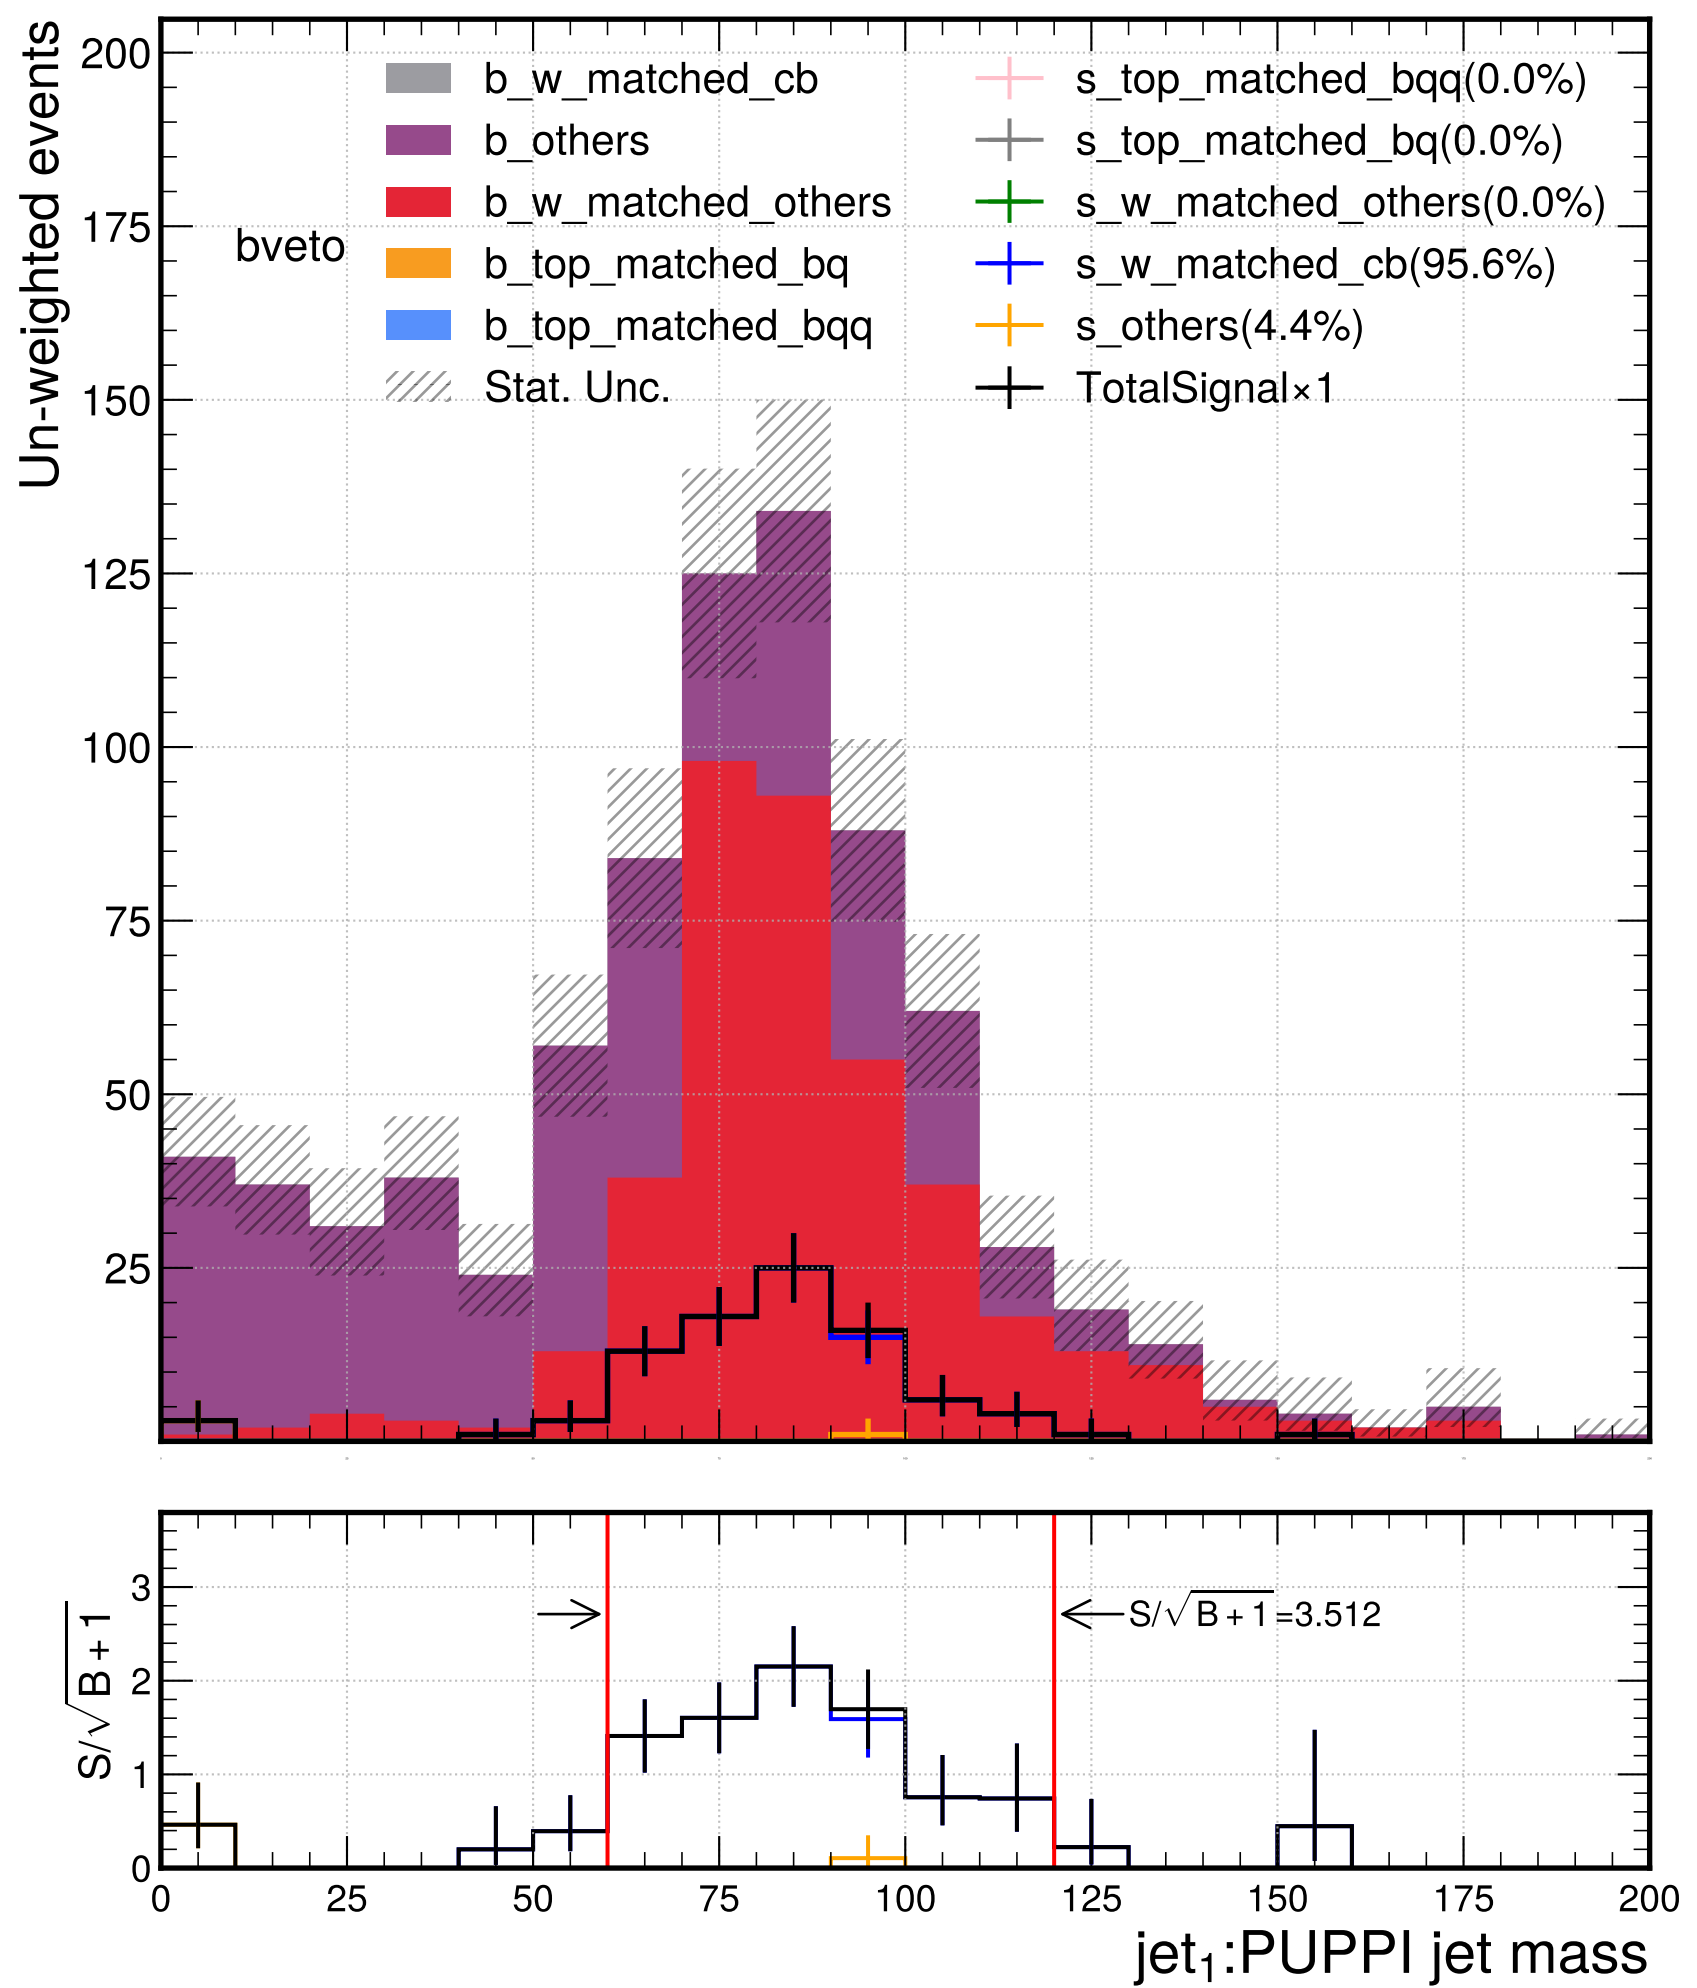 Un-weighted events
200
175
150
125
100
75
50
25
bveto
b_w_matched_cb
b_others
b_w_matched_others
b_top_matched_bq
b_top_matched_bqq
Stat. Unc.
s_top_matched_bqq(0.0%)
s_top_matched_bq(0.0%)
s_w_matched_others(0.0%)
s_w_matched_cb(95.6%)
s_others(4.4%)
TotalSignal×1
S/√B + 1
3
2
1
0
S/√B + 1=3.512
0 25 50 75 100 125 150 175 200
jet₁:PUPPI jet mass